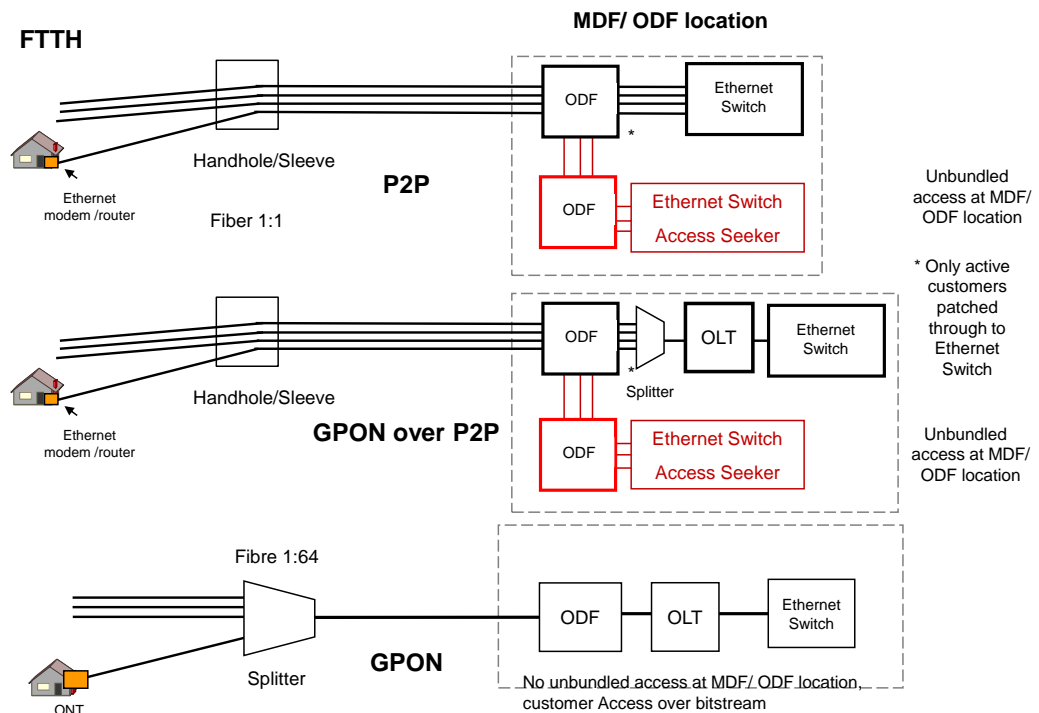 MDF/ ODF location
FTTH
ODF
Ethernet
Switch
*
Handhole/Sleeve
P2P
Ethernet
modem /router
Fiber 1:1
ODF
Ethernet Switch
Access Seeker
Unbundled
access at MDF/
ODF location
* Only active
customers
patched
through to
Ethernet
Switch
ODF
*
Splitter
OLT
Ethernet
Switch
Handhole/Sleeve
GPON over P2P
Ethernet
modem /router
ODF
Ethernet Switch
Access Seeker
Unbundled
access at MDF/
ODF location
Fibre 1:64
ODF
OLT
Ethernet
Switch
Splitter
GPON
ONT
No unbundled access at MDF/ ODF location,
customer Access over bitstream